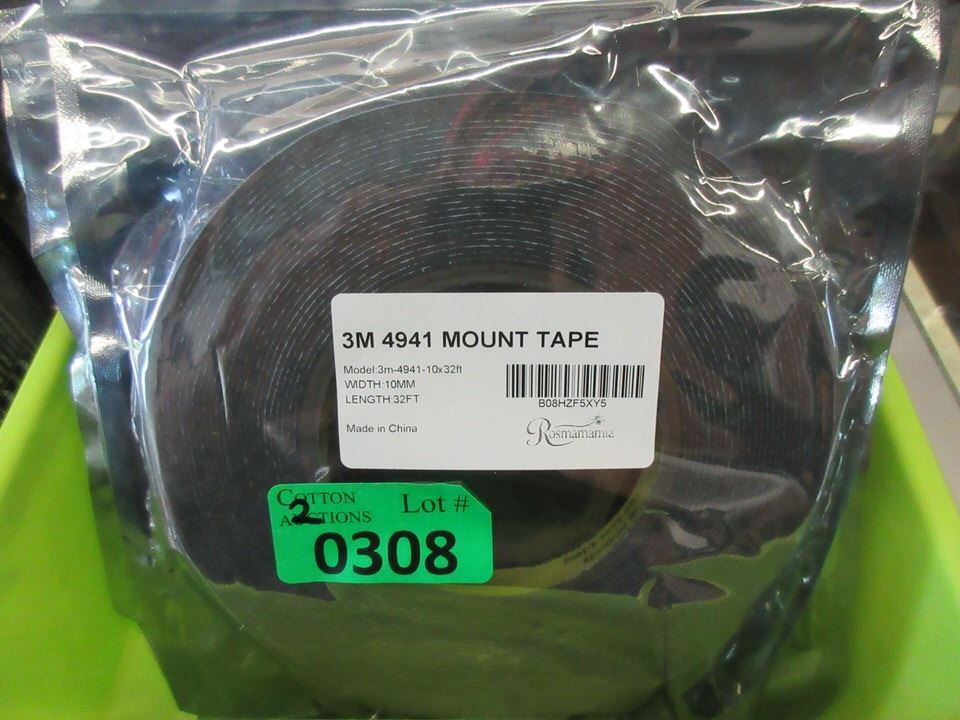 3M 4941 MOUNT TAPE
Model:3m-4941-10x32ft
WIDTH:10MM
LENGTH:32FT
B08HZF5XY5
Made in China
Rosmamamia
COTTON
AUCTIONS
Lot #
2
0308